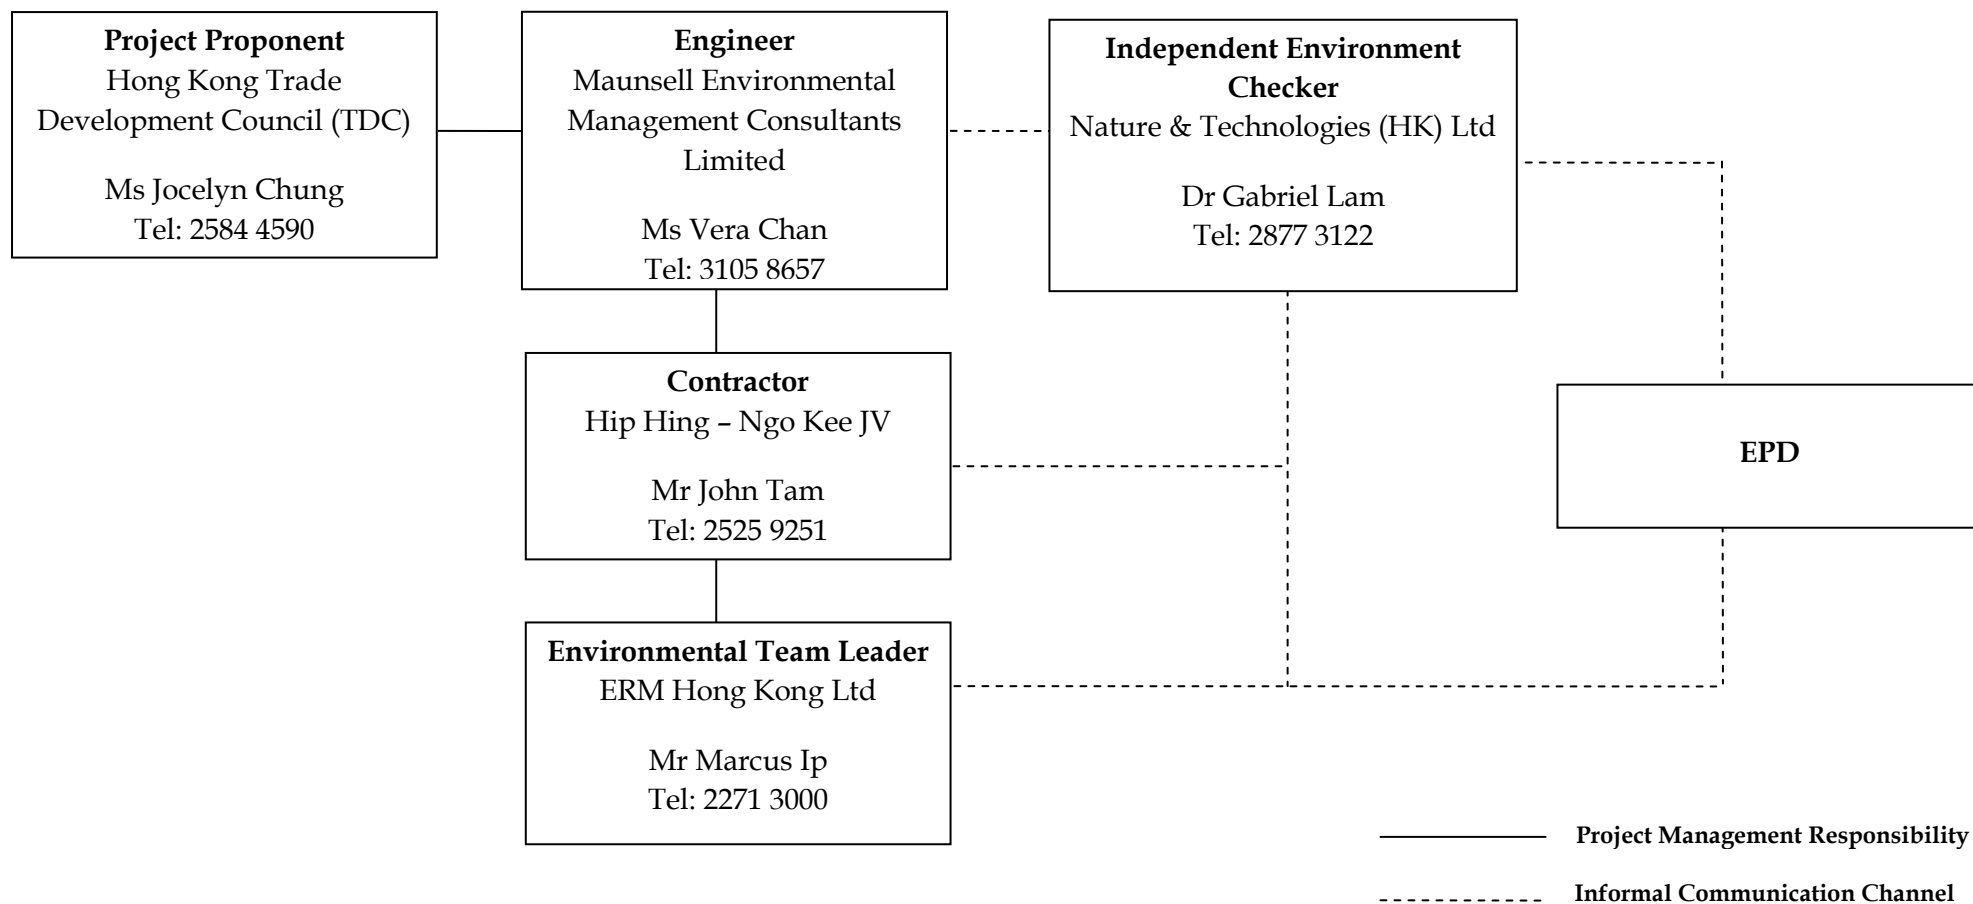 Project Proponent
Hong Kong Trade
Development Council (TDC)
Ms Jocelyn Chung
Tel: 2584 4590
Engineer
Maunsell Environmental
Management Consultants
Limited
Ms Vera Chan
Tel: 3105 8657
Independent Environment
Checker
Nature & Technologies (HK) Ltd
Dr Gabriel Lam
Tel: 2877 3122
Contractor
Hip Hing – Ngo Kee JV
Mr John Tam
Tel: 2525 9251
EPD
Environmental Team Leader
ERM Hong Kong Ltd
Mr Marcus Ip
Tel: 2271 3000
Project Management Responsibility
Informal Communication Channel